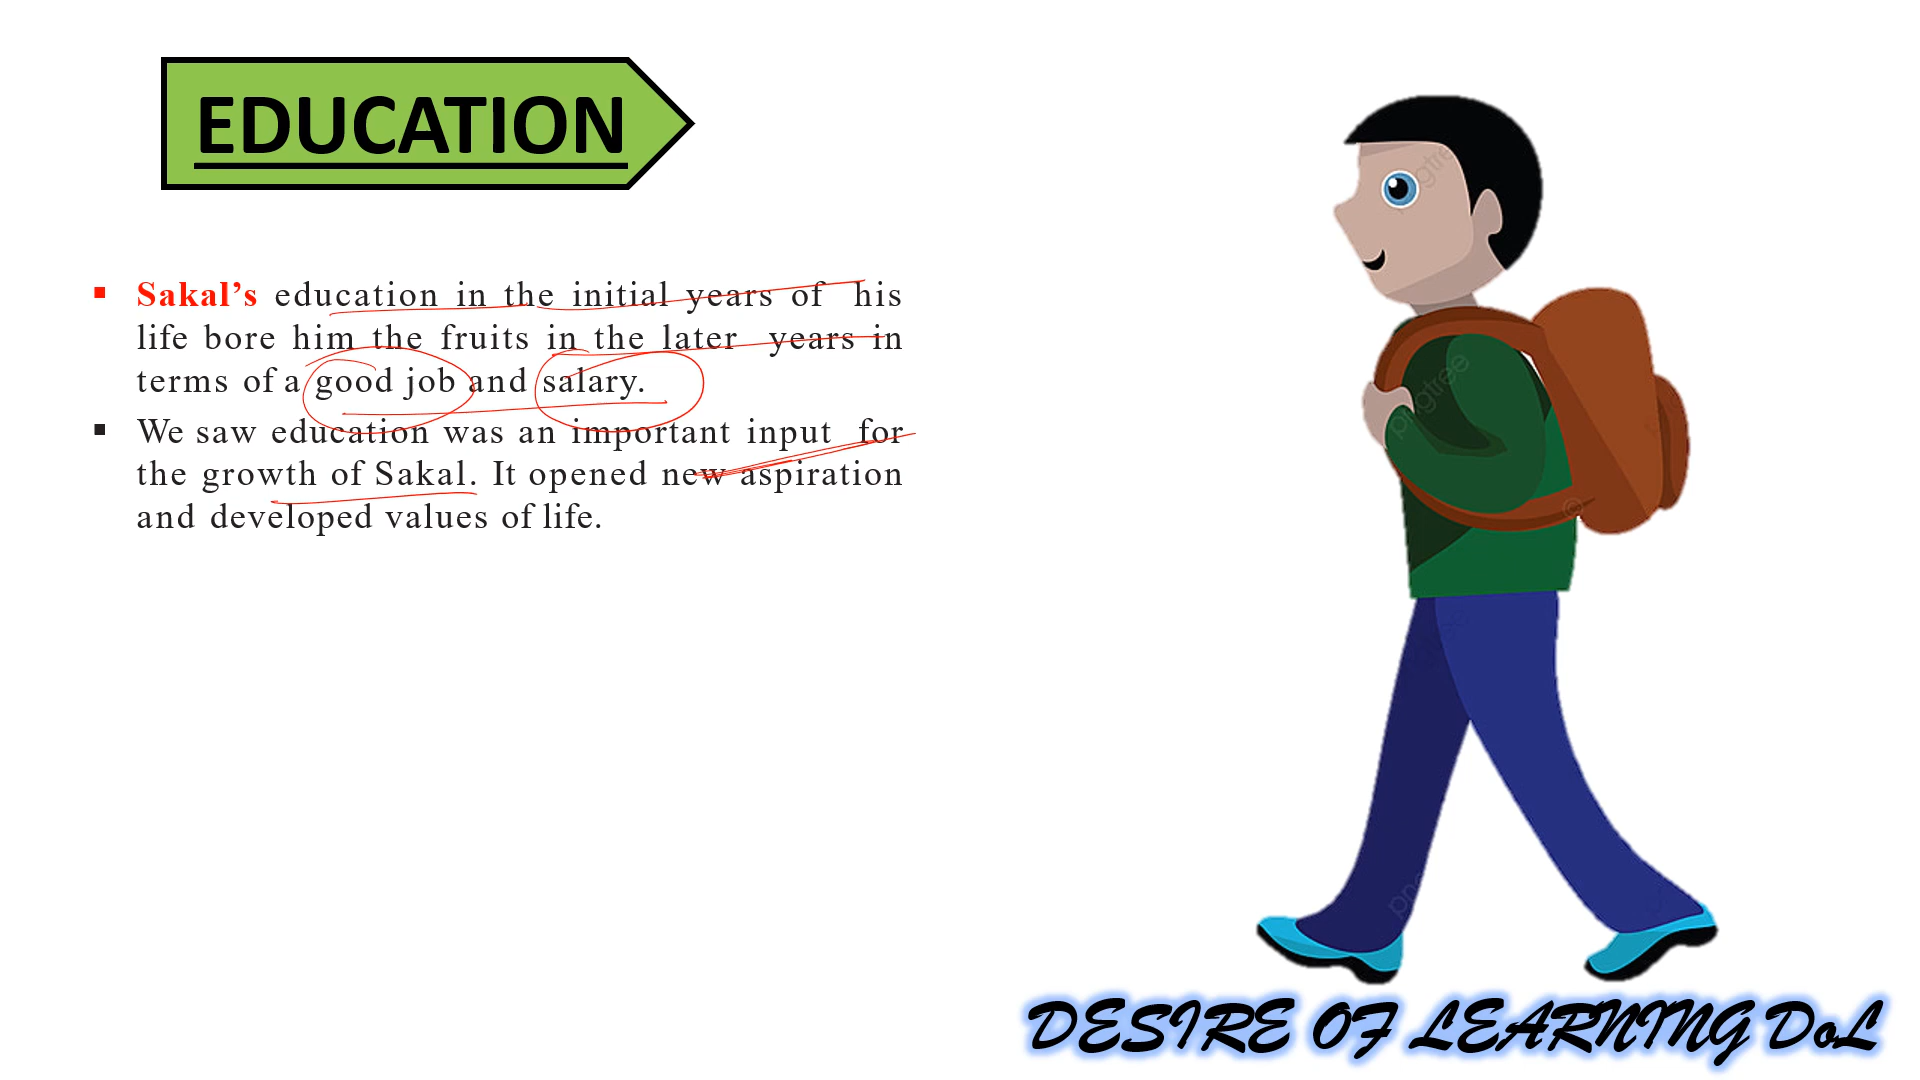 EDUCATION
▪ Sakal’s education in the initial years of his
life bore him the fruits in the later years in
terms of a good job and salary.
▪ We saw education was an important input for
the growth of Sakal. It opened new aspiration
and developed values of life.
pngtree
pngtree
DESIRE OF LEARNING DoL